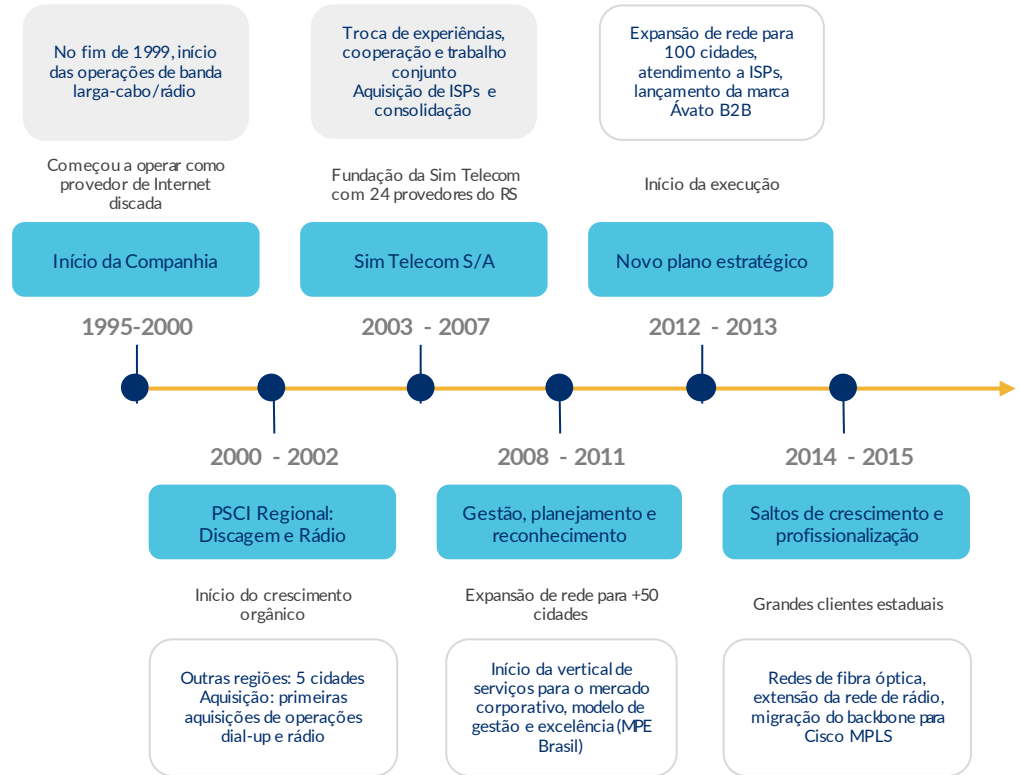 No fim de 1999, início
das operações de banda
larga-cabo/rádio
Começou a operar como
provedor de Internet
discada
Início da Companhia
1995-2000
Troca de experiências,
cooperação e trabalho
conjunto
Aquisição de ISPs e
consolidação
Fundação da Sim Telecom
com 24 provedores do RS
Sim Telecom S/A
2003 - 2007
Expansão de rede para
100 cidades,
atendimento a ISPs,
lançamento da marca
Ávato B2B
Início da execução
Novo plano estratégico
2012 - 2013
2000 - 2002
PSCI Regional:
Discagem e Rádio
Início do crescimento
orgânico
Outras regiões: 5 cidades
Aquisição: primeiras
aquisições de operações
dial-up e rádio
2008 - 2011
Gestão, planejamento e
reconhecimento
Expansão de rede para +50
cidades
Início da vertical de
serviços para o mercado
corporativo, modelo de
gestão e excelência (MPE
Brasil)
2014 - 2015
Saltos de crescimento e
profissionalização
Grandes clientes estaduais
Redes de fibra óptica,
extensão da rede de rádio,
migração do backbone para
Cisco MPLS